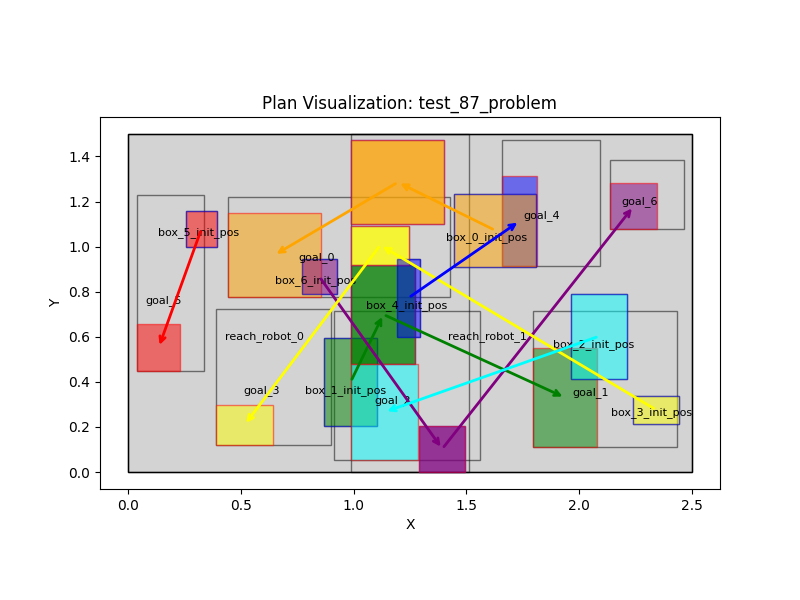 Plan Visualization: test_87_problem
Y
1.4
1.2
1.0
0.8
0.6
0.4
0.2
0.0
goal_6
goal_4
box_5_init_pos
box_0_init_pos
goal_0
box_6_init_pos
goal_5
box_4_init_pos
reach_robot_0
reach_robot_1
box_2_init_pos
goal_3
box_1_init_pos
goal_1
goal_2
box_3_init_pos
0.0 0.5 1.0 1.5 2.0 2.5
X